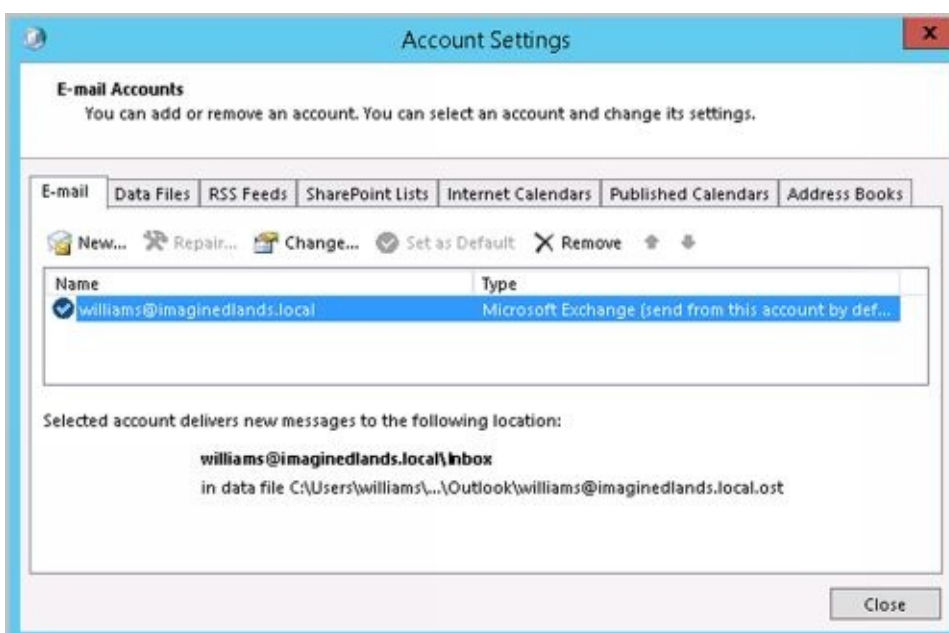 Account Settings
x
E-mail Accounts
You can add or remove an account. You can select an account and change its settings.
E-mail Data Files RSS Feeds SharePoint Lists Internet Calendars Published Calendars Address Books
New... Repair... Change... Set as Default Remove
Name Type
williams@imaginedlands.local Microsoft Exchange (send from this account by def...
Selected account delivers new messages to the following location:
williams@imaginedlands.local\Inbox
in data file C:\Users\williams\...\Outlook\williams@imaginedlands.local.ost
Close